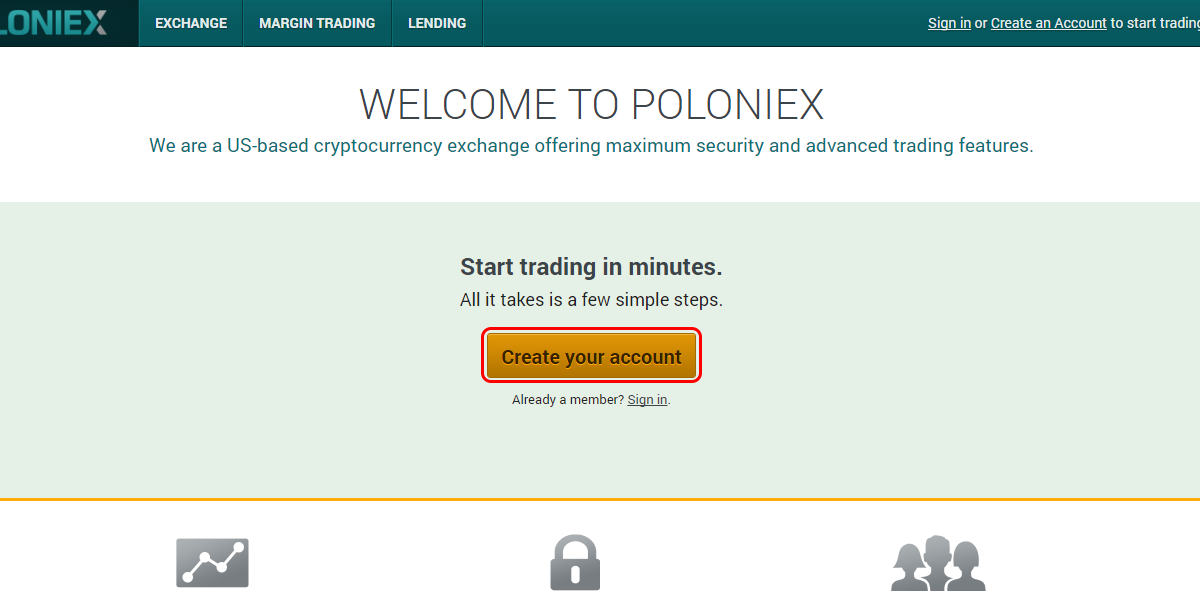 LONIEX
EXCHANGE
MARGIN TRADING
LENDING
Sign in or Create an Account to start trading
WELCOME TO POLONIEX
We are a US-based cryptocurrency exchange offering maximum security and advanced trading features.
Start trading in minutes.
All it takes is a few simple steps.
Create your account
Already a member? Sign in.